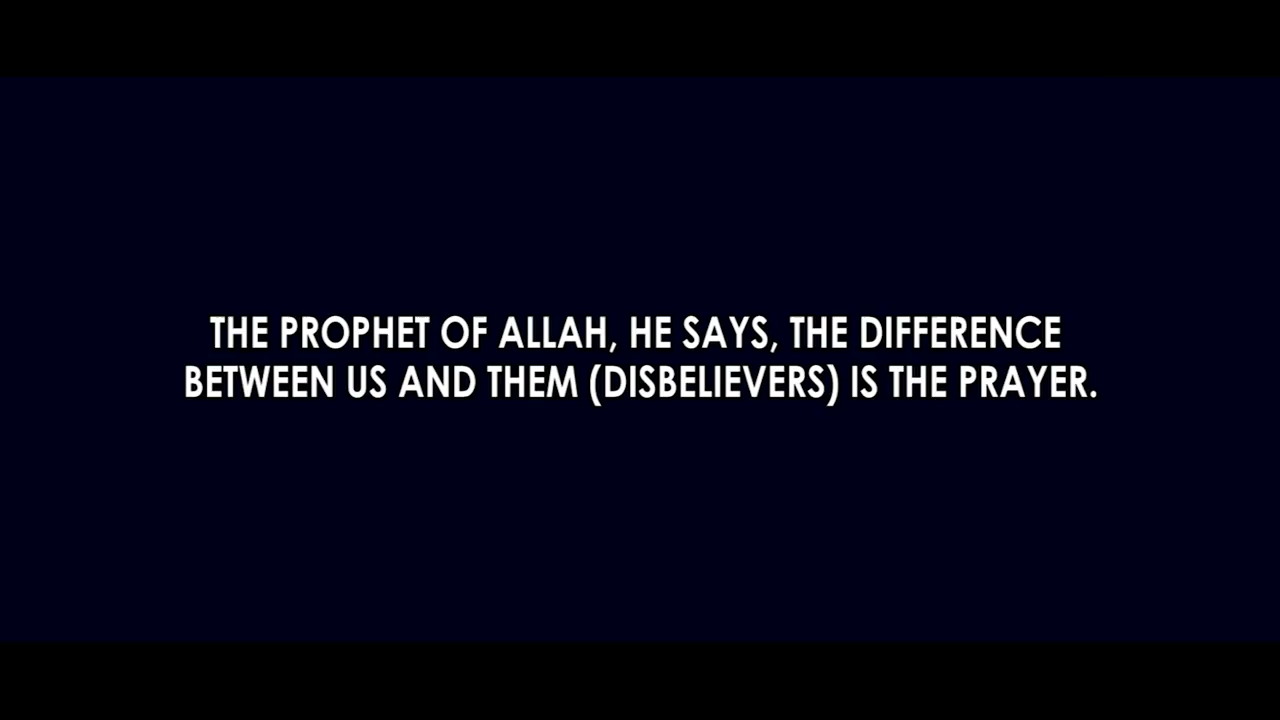 THE PROPHET OF ALLAH, HE SAYS, THE DIFFERENCE
BETWEEN US AND THEM (DISBELIEVERS) IS THE PRAYER.